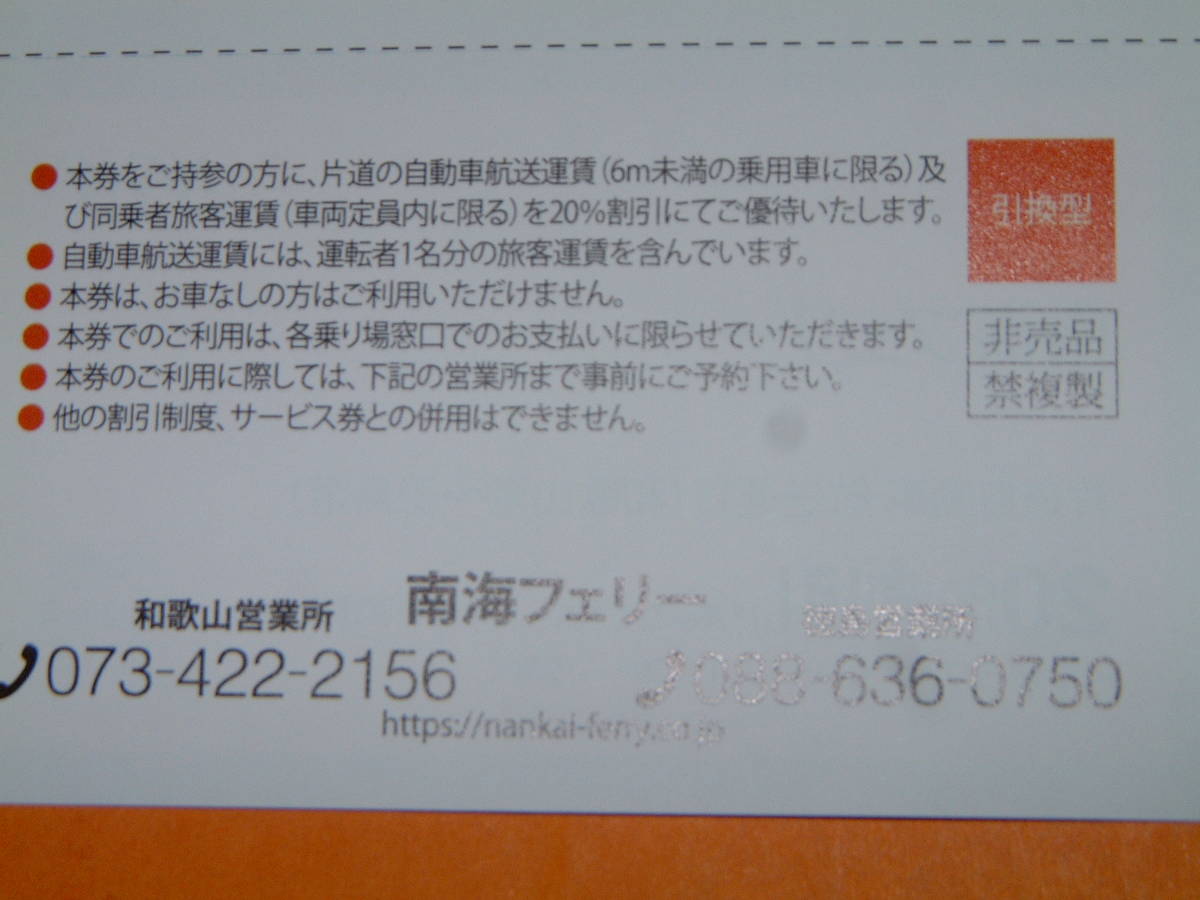 ●本券をご持参の方に、片道の自動車航送運賃(6m未満の乗用車に限る)及
び同乗者旅客運賃(車両定員内に限る)を20%割引にてご優待いたします。
●自動車航送運賃には、運転者1名分の旅客運賃を含んでいます。
●本券は、お車なしの方はご利用いただけません。
●本券でのご利用は、各乗り場窓口でのお支払いに限らせていただきます。
●本券のご利用に際しては、下記の営業所まで事前にご予約下さい。
●他の割引制度、サービス券との併用はできません。
引換型
非売品
禁複製
南海フェリー
和歌山営業所
073-422-2156
徳島営業所
088-636-0750
https://nankai-ferry.co.jp